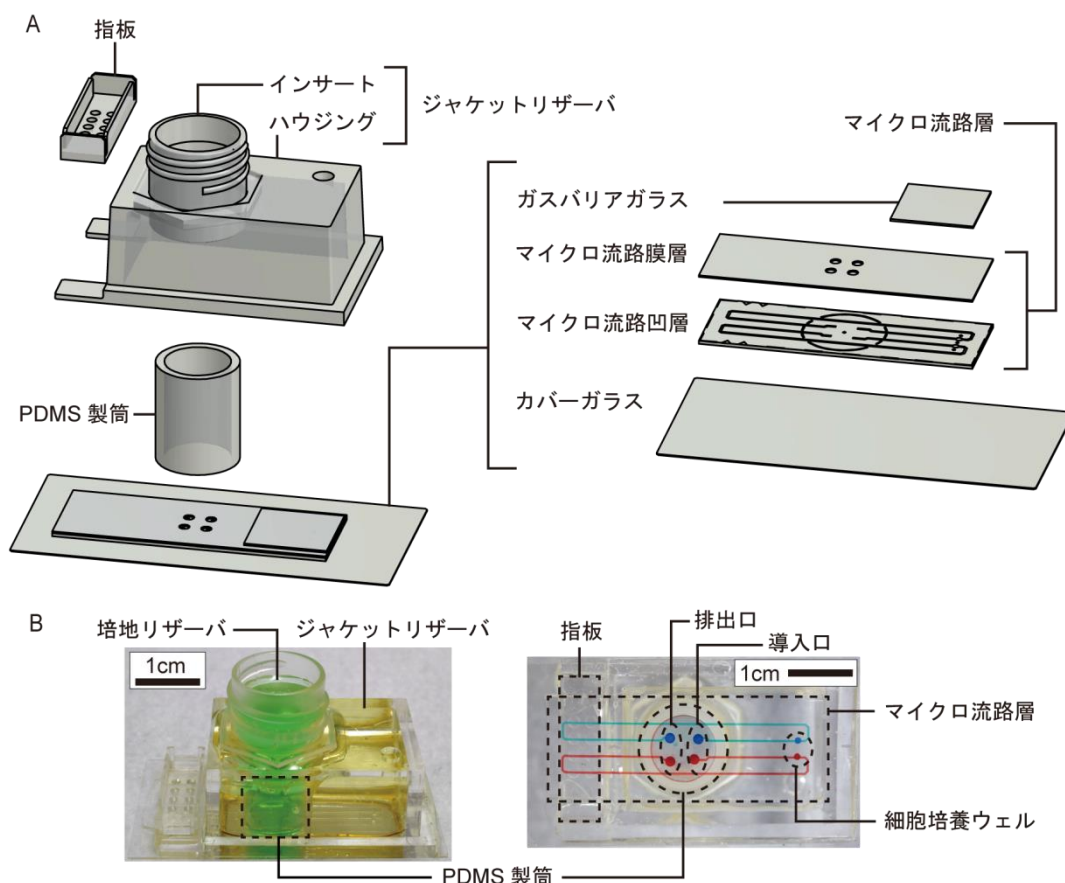 A
指板
インサート
ハウジング
ジャケットリザーバ
PDMS 製筒
マイクロ流路層
ガスバリアガラス
マイクロ流路膜層
マイクロ流路凹層
カバーガラス
B
培地リザーバ
ジャケットリザーバ
1cm
指板
排出口
導入口
1cm
マイクロ流路層
細胞培養ウェル
PDMS 製筒